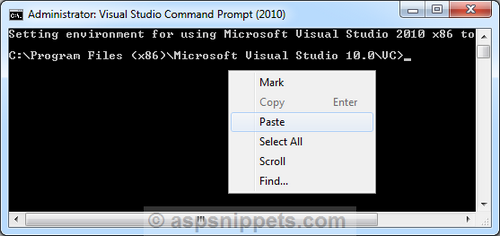 Administrator: Visual Studio Command Prompt (2010)
Setting environment for using Microsoft Visual Studio 2010 x86 to
C:\Program Files (x86)\Microsoft Visual Studio 10.0\VC>_
Mark
Copy Enter
Paste
Select All
Scroll
Find...
© aspsnippets.com